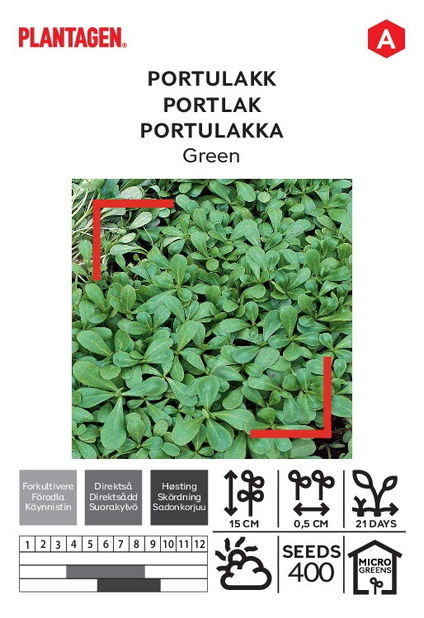 PLANTAGEN®
A
PORTULAKK
PORTLAK
PORTULAKKA
Green
Forkultivere
Förodla
Käynnistin
Direktså
Direktsådd
Suorakylvö
Høsting
Skördning
Sadonkorjuu
15 CM
0,5 CM
21 DAYS
1 2 3 4 5 6 7 8 9 10 11 12
SEEDS
400
MICRO
GREENS